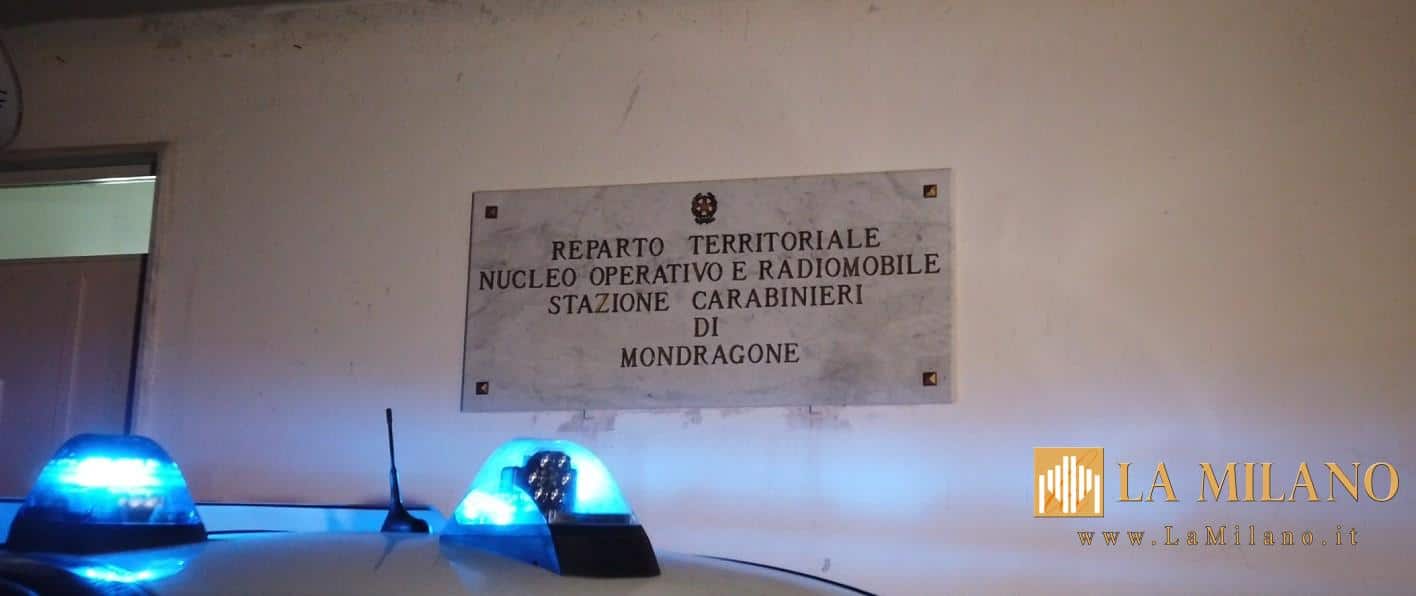 REPARTO TERRITORIALE
NUCLEO OPERATIVO E RADIOMOBILE
STAZIONE CARABINIERI
DI
MONDRAGONE
LA MILANO
www.LaMilano.it